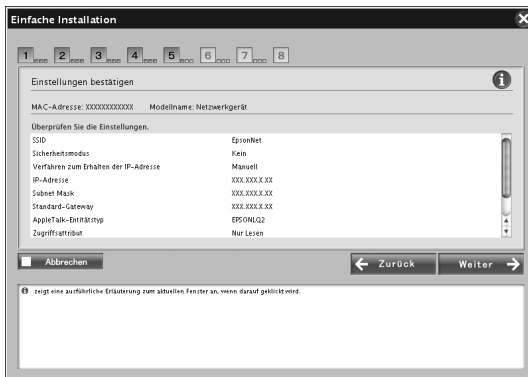 Einfache Installation
1 2 3 4 5 6 7 8
Einstellungen bestätigen
MAC-Adresse: XXXXXXXXXXXX Modellname: Netzwerkgerät
Überprüfen Sie die Einstellungen.
SSID EpsonNet
Sicherheitsmodus Kein
Verfahren zum Erhalten der IP-Adresse Manuell
IP-Adresse XXX.XXX.X.XX
Subnet Mask XXX.XXX.X.XX
Standard-Gateway XXX.XXX.X.XX
AppleTalk-Entitätstyp EPSONLQ2
Zugriffsattribut Nur Lesen
Abbrechen Zurück Weiter
zeigt eine ausführliche Erläuterung zum aktuellen Fenster an, wenn darauf geklickt wird.